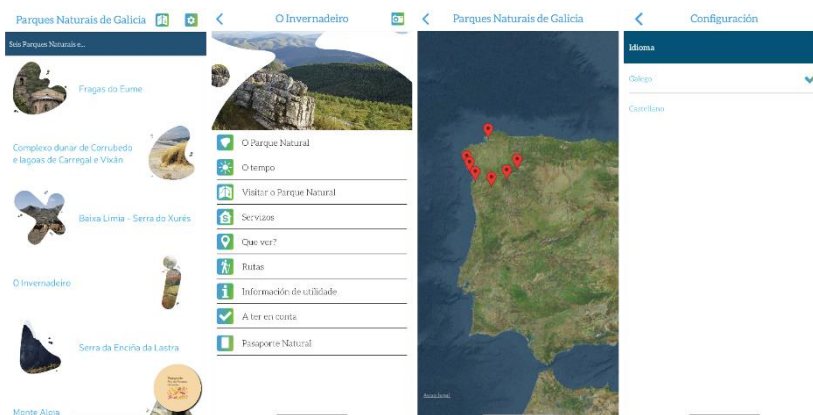 Parques Naturais de Galicia
Seis Parques Naturais e...
Fragas do Eume
Complexo dunar de Corrubedo
e lagoas de Carregal e Vixán
Baixa Limia - Serra do Xurés
O Invernadeiro
Serra da Enciña da Lastra
Monte Aloia
O Invernadeiro
O Parque Natural
O tempo
Visitar o Parque Natural
Servizos
Que ver?
Rutas
Información de utilidade
A ter en conta
Pasaporte Natural
Parques Naturais de Galicia
Aviso legal
Configuración
Idioma
Galego
Castellano